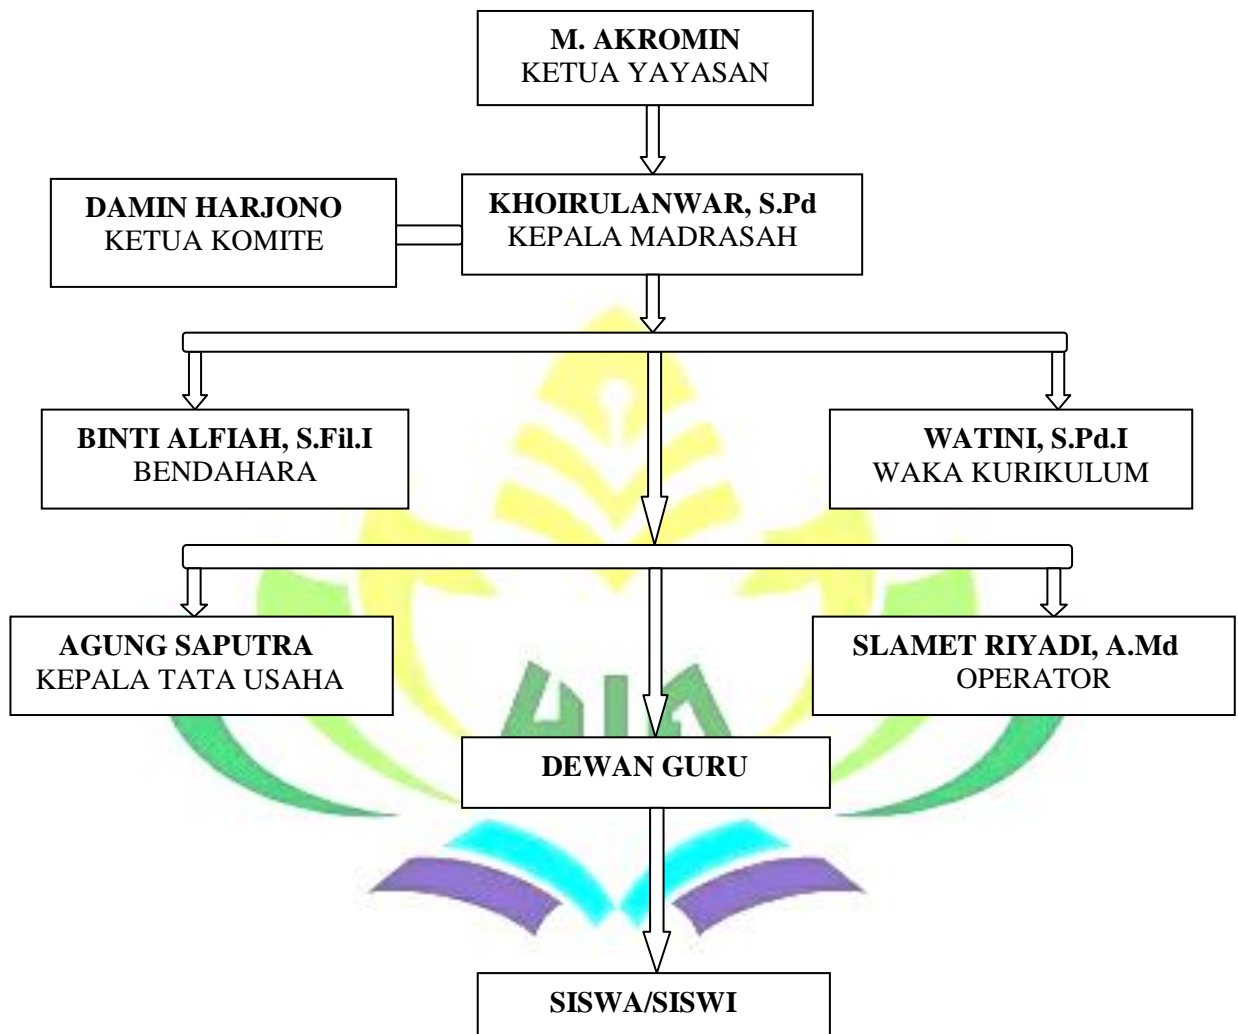 M. AKROMIN
KETUA YAYASAN
DAMIN HARJONO
KETUA KOMITE
KHOIRULANWAR, S.Pd
KEPALA MADRASAH
BINTI ALFIAH, S.Fil.I
BENDAHARA
WATINI, S.Pd.I
WAKA KURIKULUM
AGUNG SAPUTRA
KEPALA TATA USAHA
SLAMET RIYADI, A.Md
OPERATOR
DEWAN GURU
SISWA/SISWI